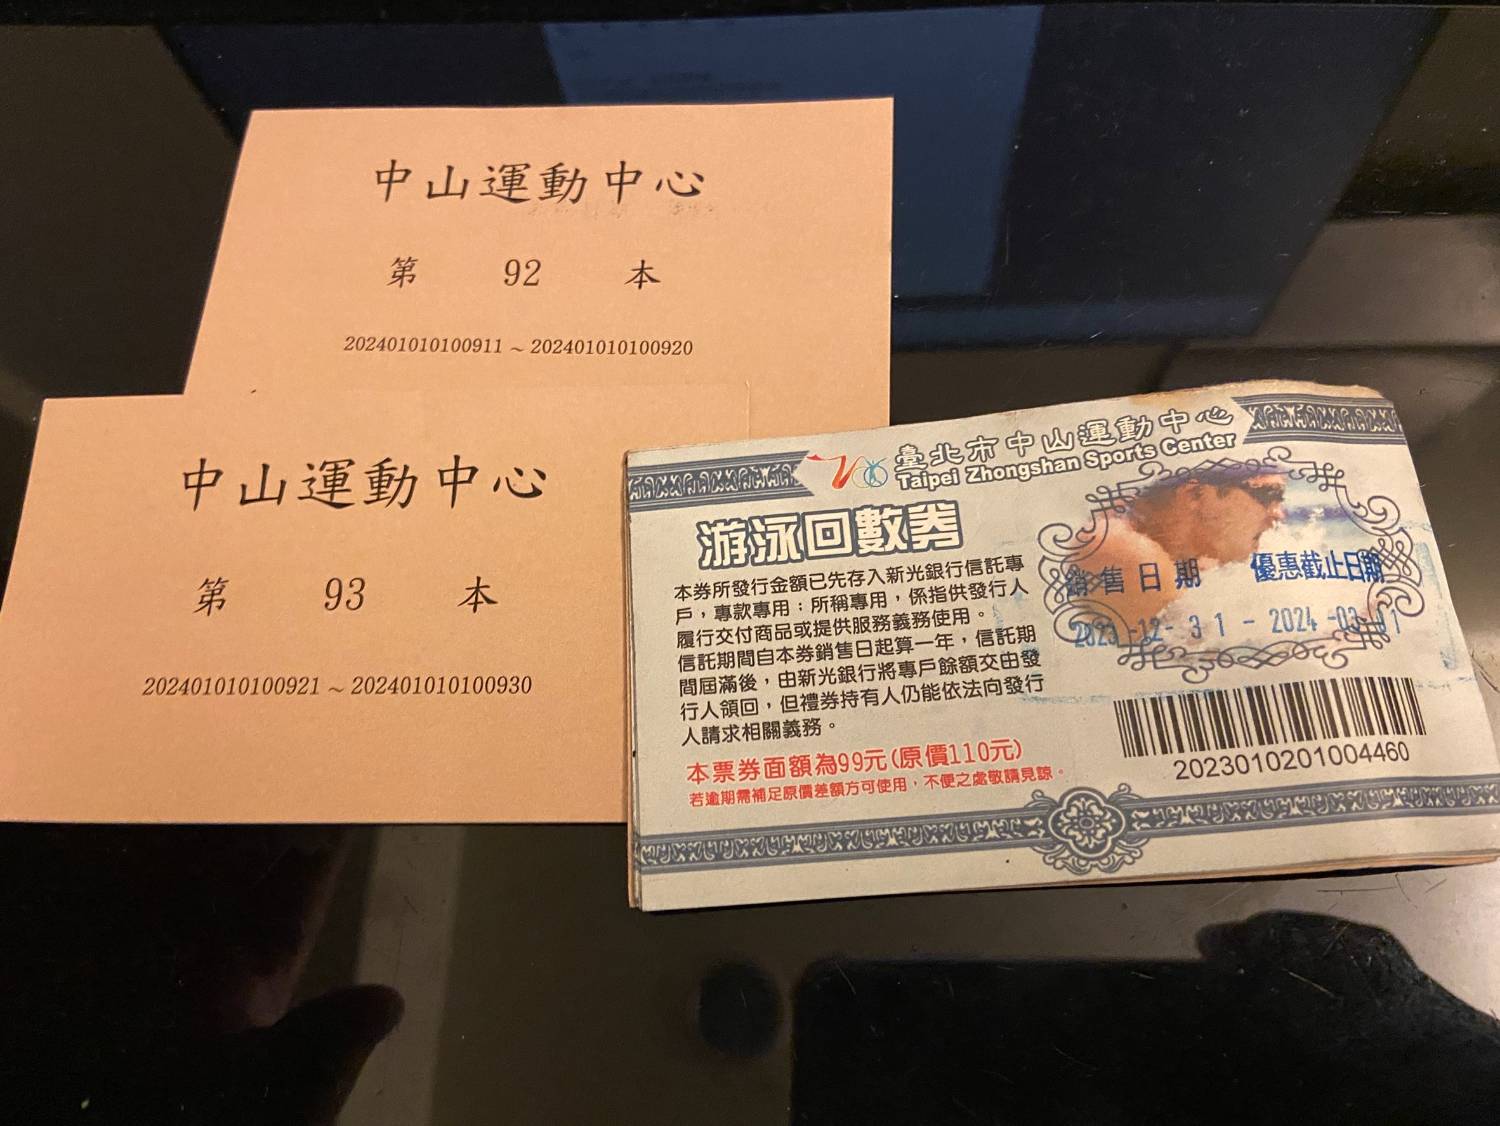 中山運動中心
第 92 本
202401010100911 ~ 202401010100920
中山運動中心
第 93 本
202401010100921 ~ 202401010100930
臺北市中山運動中心
Taipei Zhongshan Sports Center
游泳回數券
本券所發行金額已先存入新光銀行信託專
戶，專款專用；所稱專用，係指供發行人
履行交付商品或提供服務義務使用。
信託期間自本券銷售日起算一年，信託期
間屆滿後，由新光銀行將專戶餘額交由發
行人領回，但禮券持有人仍能依法向發行
人請求相關義務。
本票券面額為99元(原價110元)
若逾期需補足原價差額方可使用，不便之處敬請見諒。
銷售日期 優惠截止日期
2023-12-31 - 2024-03-
2023010201004460